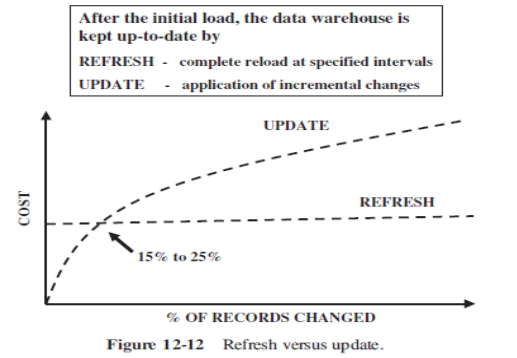 After the initial load, the data warehouse is
kept up-to-date by
REFRESH - complete reload at specified intervals
UPDATE - application of incremental changes
UPDATE
REFRESH
COST
15% to 25%
% OF RECORDS CHANGED
Figure 12-12 Refresh versus update.